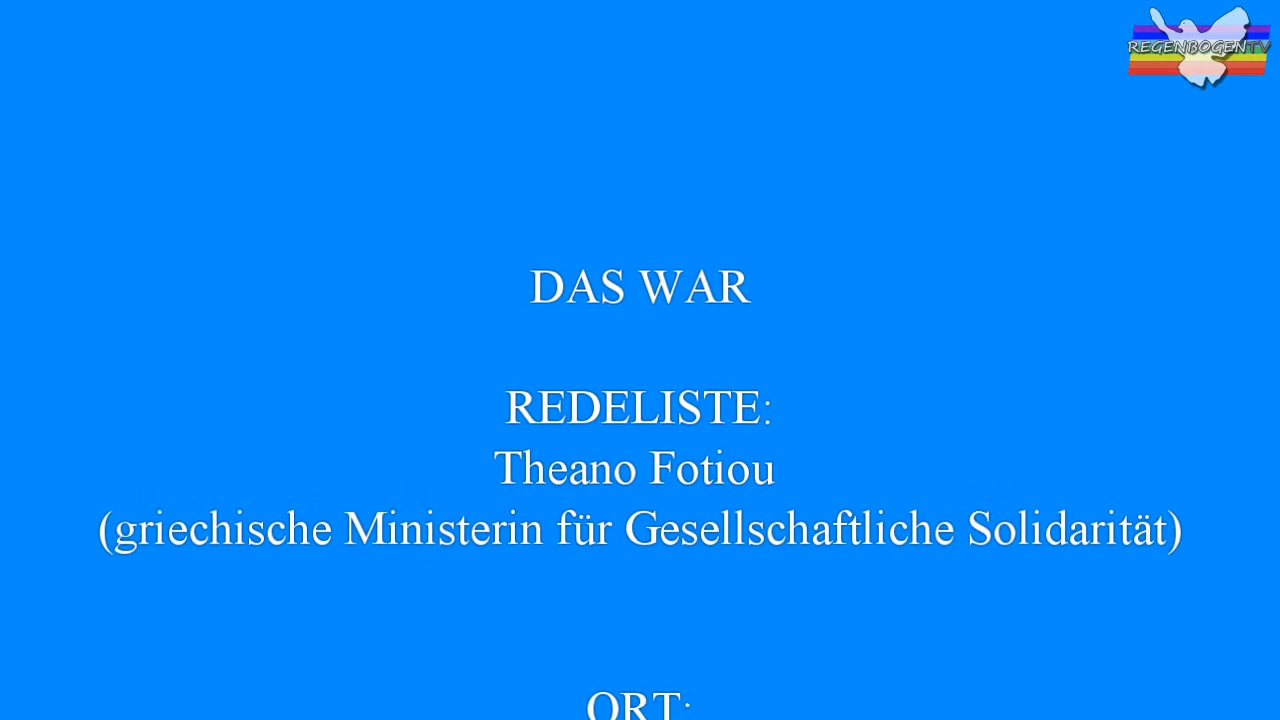 REGENBOGENTV
DAS WAR
REDELISTE:
Theano Fotiou
(griechische Ministerin für Gesellschaftliche Solidarität)
ORT: